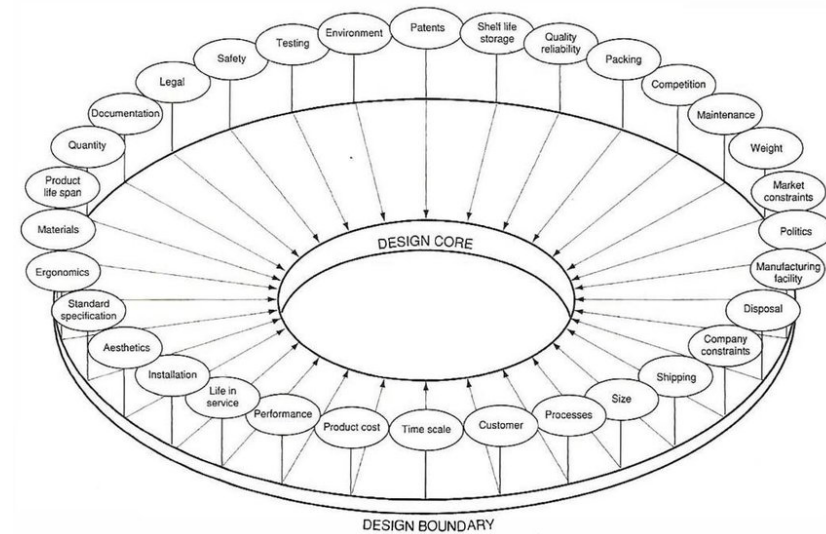 Patents
Shelf life
storage
Quality
reliability
Packing
Competition
Maintenance
Weight
Market
constraints
Politics
Manufacturing
facility
Disposal
Company
constraints
Shipping
Size
Processes
Customer
Time scale
Product cost
Performance
Life in
service
Installation
Aesthetics
Standard
specification
Ergonomics
Materials
Product
life span
Quantity
Documentation
Legal
Safety
Testing
Environment
DESIGN CORE
DESIGN BOUNDARY